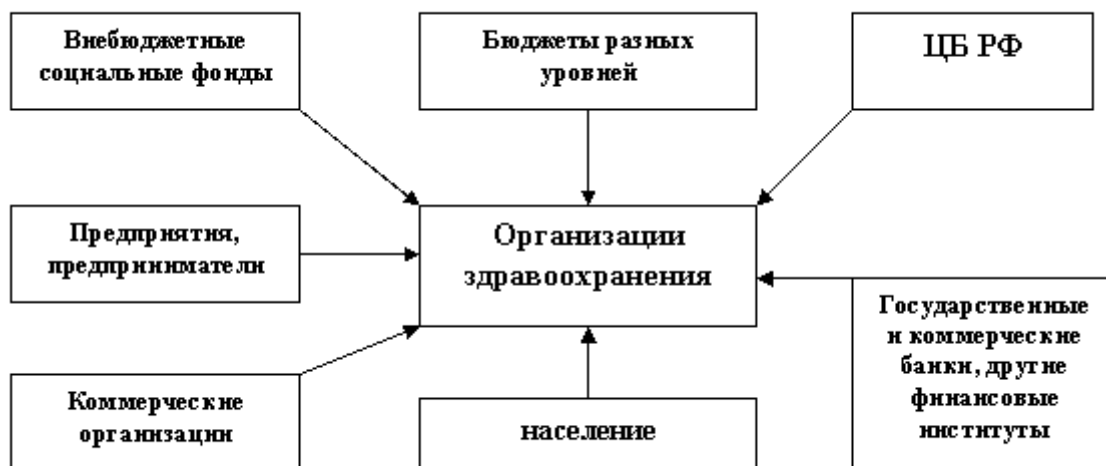 Внебюджетные
социальные фонды
Бюджеты разных
уровней
ЦБ РФ
Предприятия,
предприниматели
Организации
здравоохранения
Государственные
и коммерческие
банки, другие
финансовые
институты
Коммерческие
организации
население